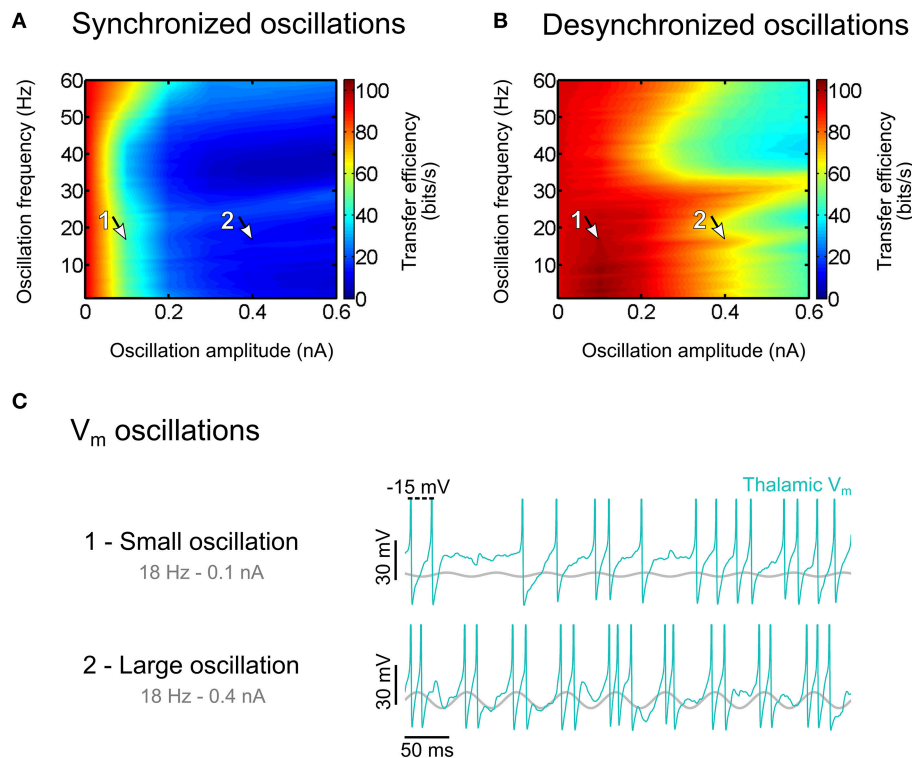 A
Synchronized oscillations
B
Desynchronized oscillations
Oscillation frequency (Hz)
60
50
40
30
20
10
0
0.2
0.4
0.6
1
2
100
80
60
40
20
0
Transfer efficiency
(bits/s)
Oscillation amplitude (nA)
Oscillation frequency (Hz)
60
50
40
30
20
10
0
0.2
0.4
0.6
1
2
100
80
60
40
20
0
Transfer efficiency
(bits/s)
Oscillation amplitude (nA)
C
Vm oscillations
-15 mV
Thalamic Vm
1 - Small oscillation
18 Hz - 0.1 nA
30 mV
2 - Large oscillation
18 Hz - 0.4 nA
30 mV
50 ms